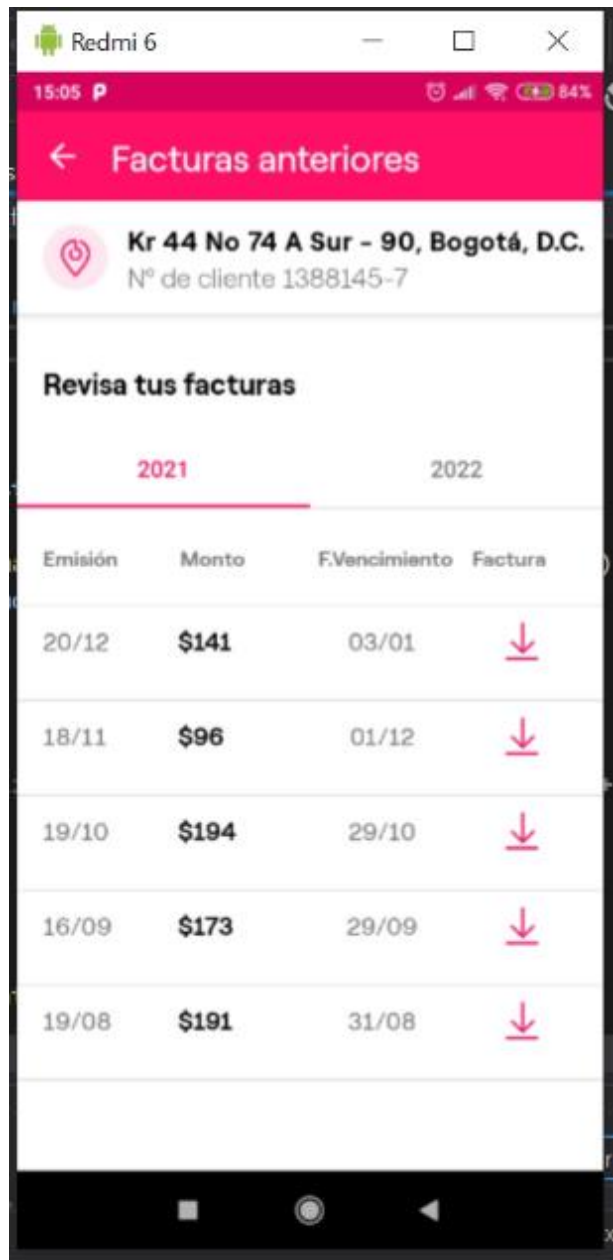 Redmi 6
15:05 P 84%
Facturas anteriores
Kr 44 No 74 A Sur - 90, Bogotá, D.C.
Nº de cliente 1388145-7
Revisa tus facturas
2021 2022
Emisión Monto F.Vencimiento Factura
20/12 $141 03/01
18/11 $96 01/12
19/10 $194 29/10
16/09 $173 29/09
19/08 $191 31/08